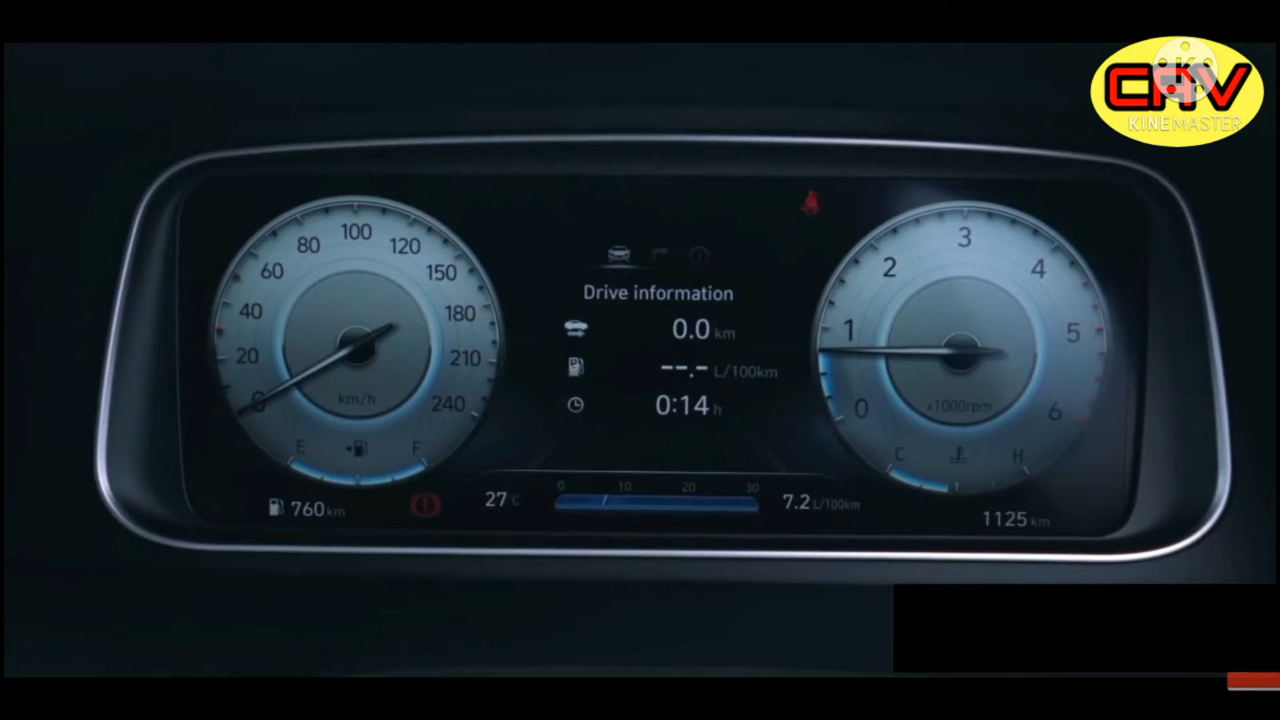 CAV
KINEMASTER
80 100 120
60 150
40 180
20 210
0 240
km/h
E F
760 km
Drive information
0.0 km
--.- L/100km
0:14 h
27 C
0 10 20 30
7.2 L/100km
3
2 4
1 5
0 6
x1000rpm
C H
1125 km